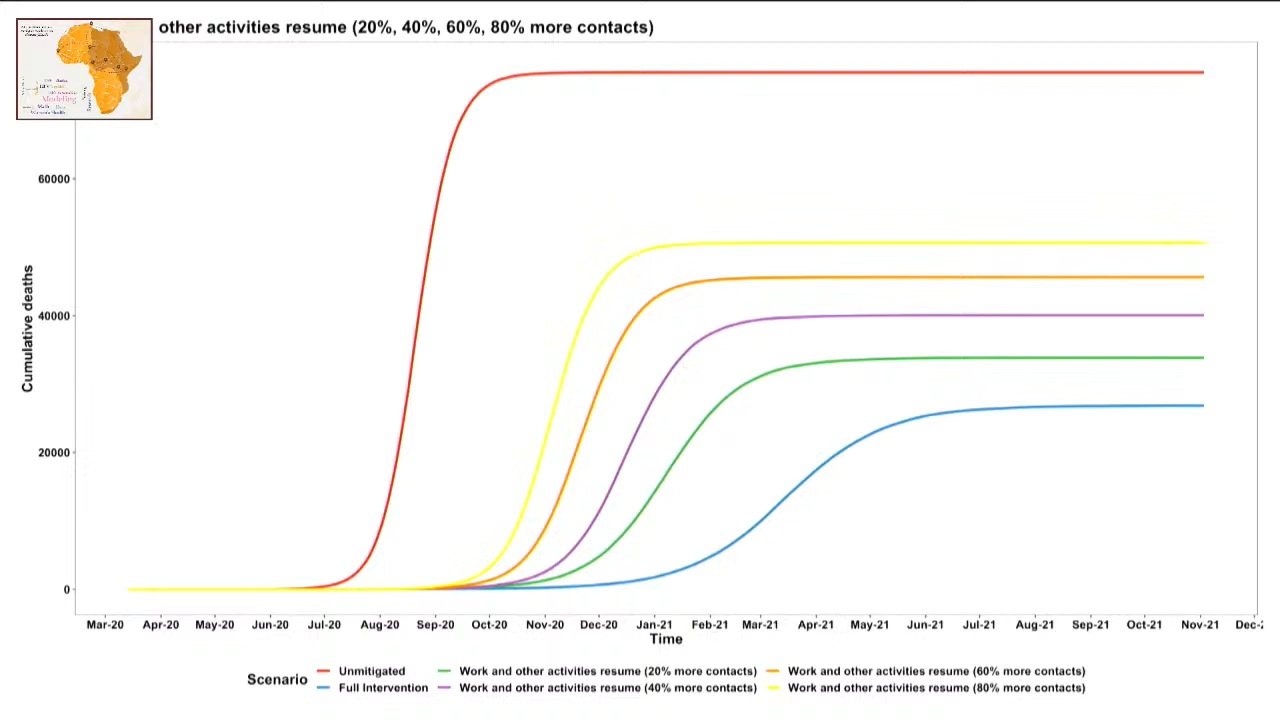 other activities resume (20%, 40%, 60%, 80% more contacts)
Modelling
60000
40000
20000
0
Cumulative deaths
Mar-20 Apr-20 May-20 Jun-20 Jul-20 Aug-20 Sep-20 Oct-20 Nov-20 Dec-20 Jan-21 Feb-21 Mar-21 Apr-21 May-21 Jun-21 Jul-21 Aug-21 Sep-21 Oct-21 Nov-21 Dec-
Time
Scenario
Unmitigated Work and other activities resume (20% more contacts) Work and other activities resume (60% more contacts)
Full Intervention Work and other activities resume (40% more contacts) Work and other activities resume (80% more contacts)